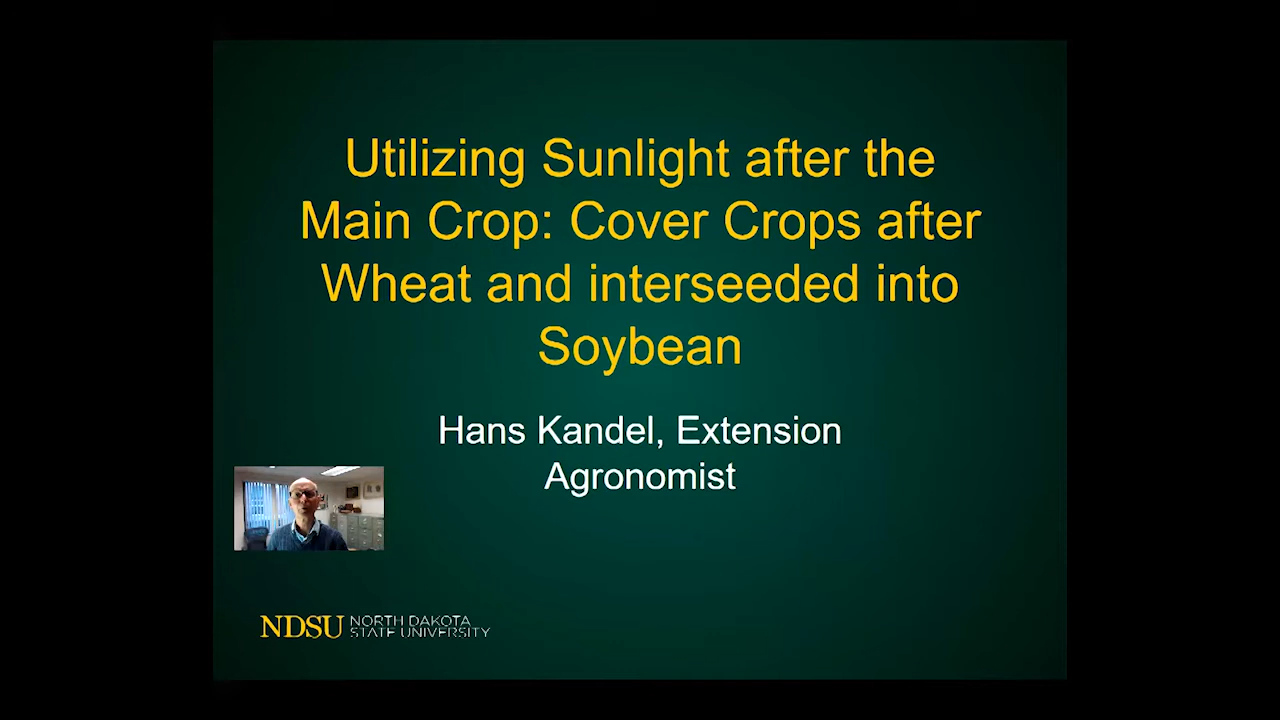 Utilizing Sunlight after the
Main Crop: Cover Crops after
Wheat and interseeded into
Soybean
Hans Kandel, Extension
Agronomist
NDSU NORTH DAKOTA
STATE UNIVERSITY